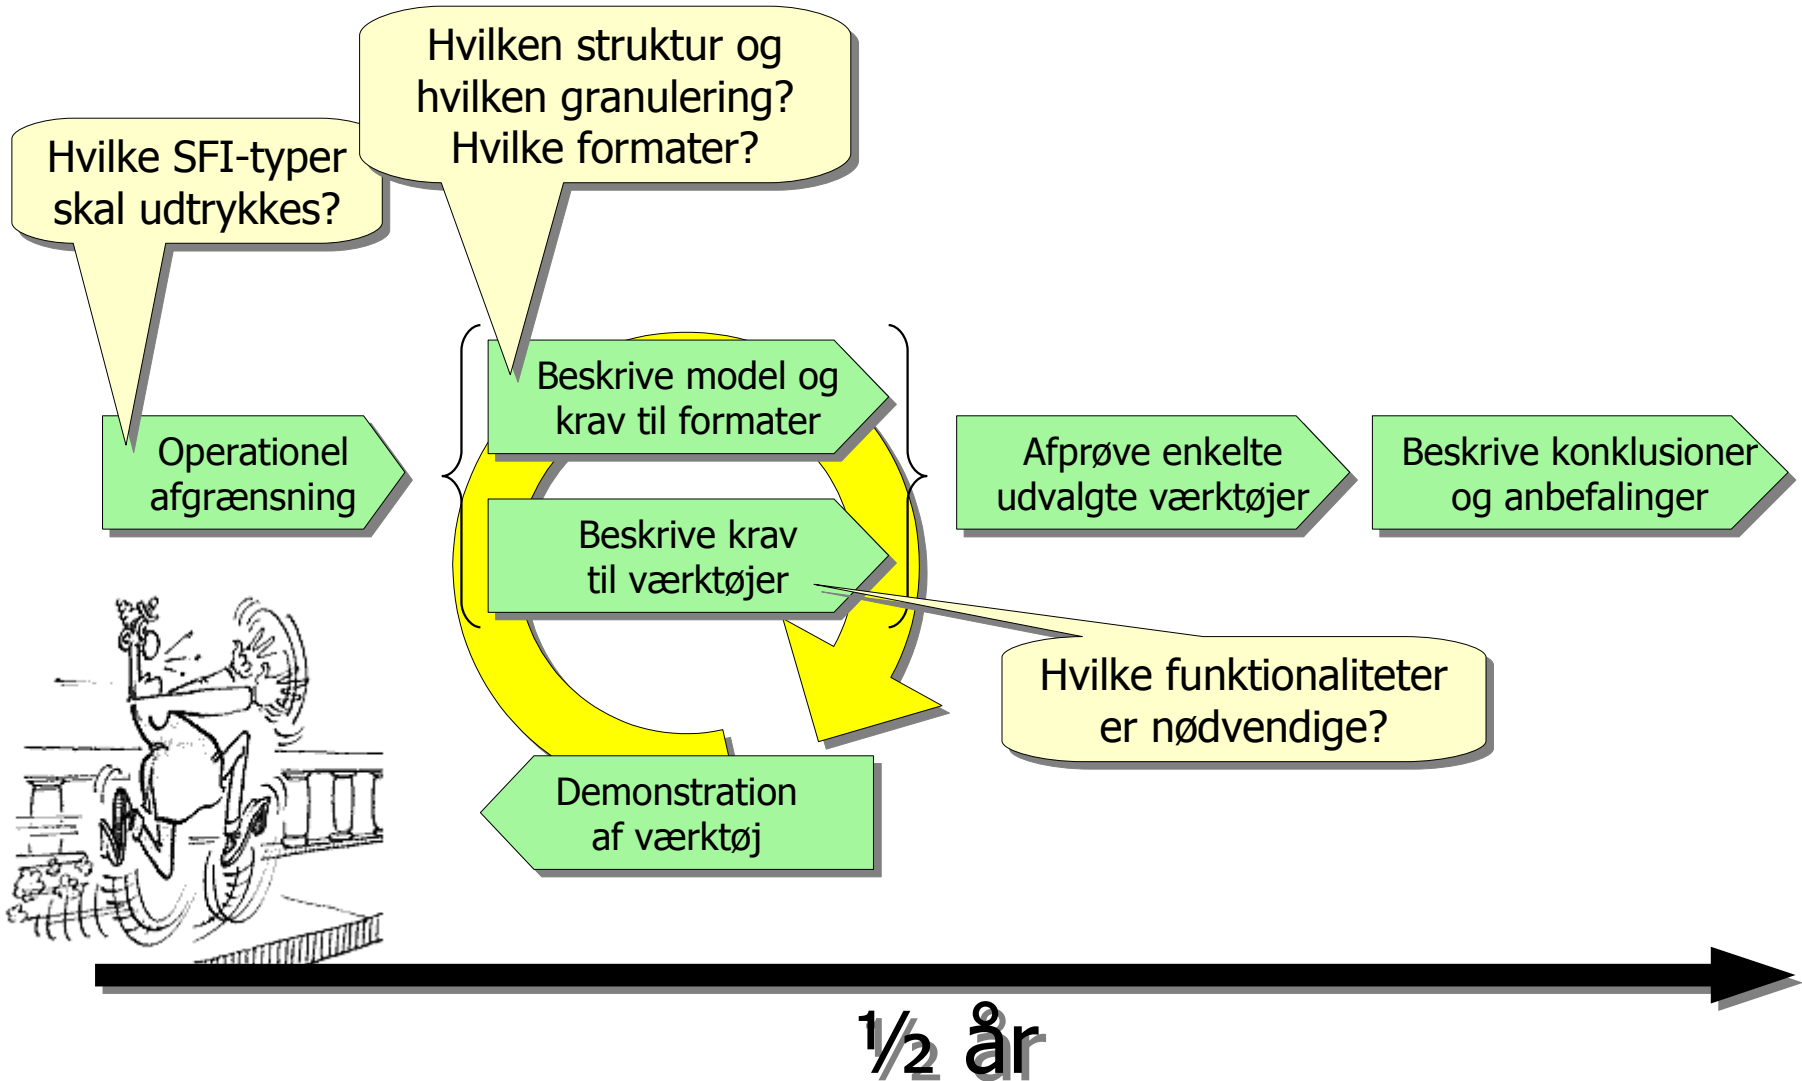 Hvilken struktur og
hvilken granulering?
Hvilke formater?
Hvilke SFI-typer
skal udtrykkes?
Beskrive model og
krav til formater
Operationel
afgrænsning
Afprøve enkelte
udvalgte værktøjer
Beskrive konklusioner
og anbefalinger
Beskrive krav
til værktøjer
Hvilke funktionaliteter
er nødvendige?
Demonstration
af værktøj
½ år